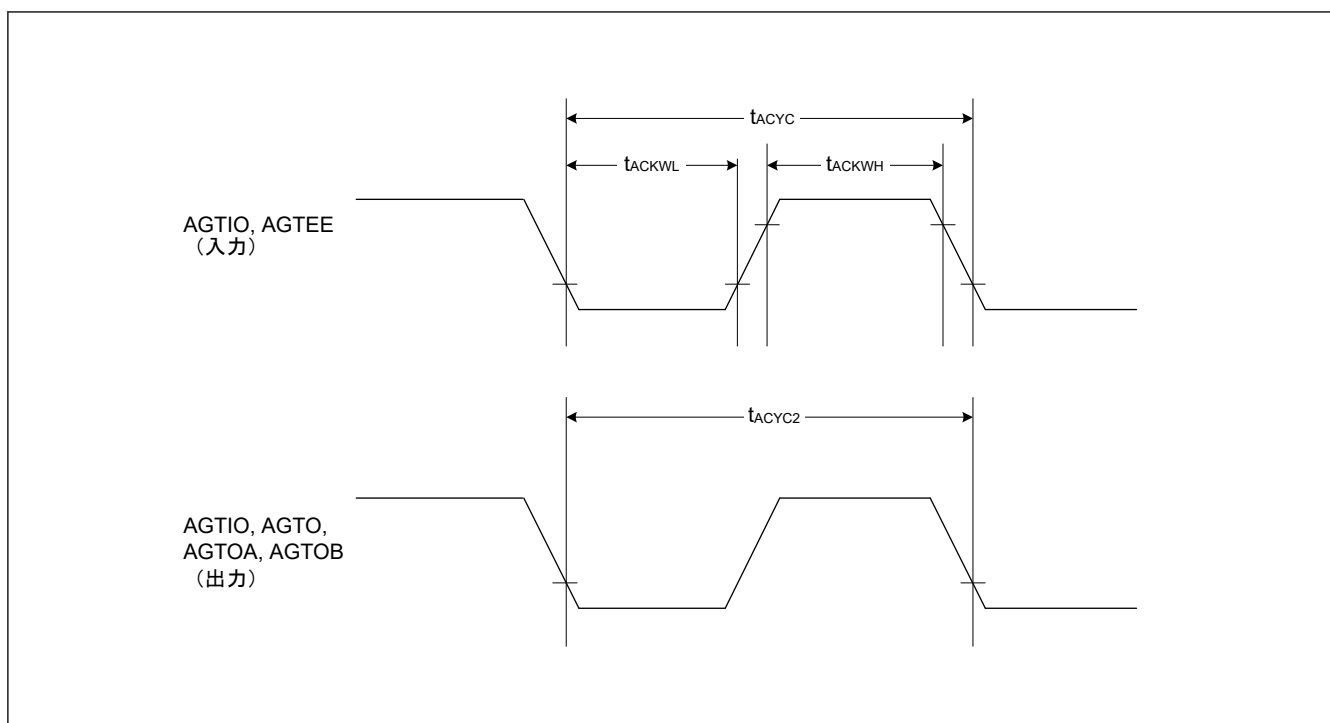 tACYC
tACKWL
tACKWH
AGTIO, AGTEE
（入力）
tACYC2
AGTIO, AGTO,
AGTOA, AGTOB
（出力）